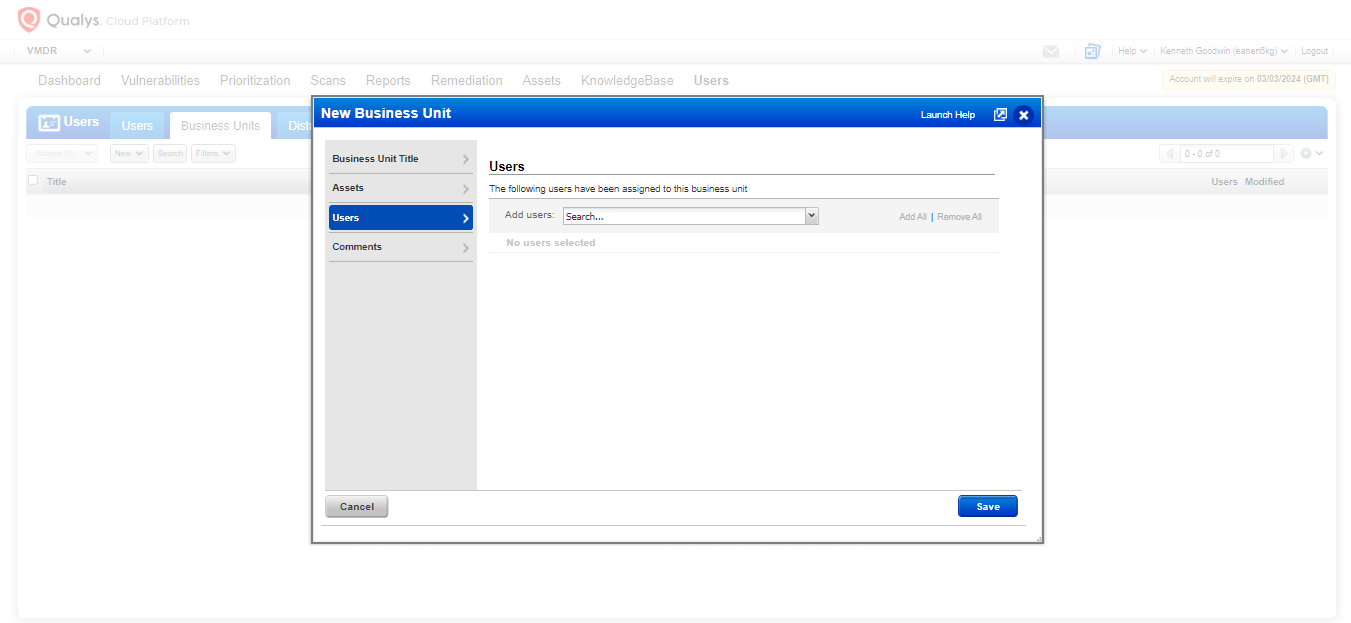 Qualys. Cloud Platform
VMDR
Help Kenneth Goodwin (eanen6kg) Logout
Dashboard Vulnerabilities Prioritization Scans Reports Remediation Assets KnowledgeBase Users
Account will expire on 03/03/2024 (GMT)
Users Users Business Units Dist
New Business Unit Launch Help
Actions (0) New Search Filters 0 - 0 of 0
Title Users Modified
Business Unit Title
Assets
Users
Comments
Users
The following users have been assigned to this business unit
Add users: Search... Add All | Remove All
No users selected
Cancel Save